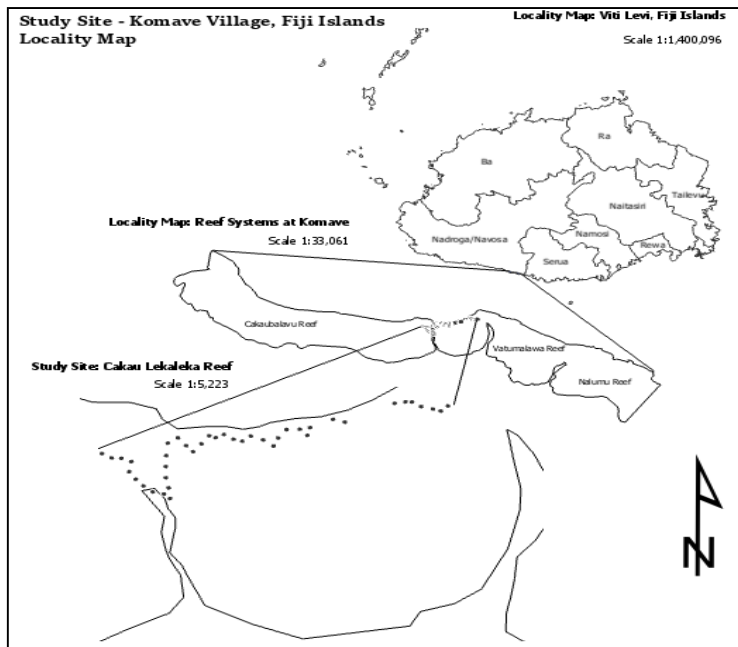 Study Site - Komave Village, Fiji Islands
Locality Map
Locality Map: Viti Levi, Fiji Islands
Scale 1:1,400,096
Ra
Ba
Tailevu
Naitasiri
Namosi
Nadroga/Navosa
Rewa
Serua
Locality Map: Reef Systems at Komave
Scale 1:33,061
Cakaubalavu Reef
Vatumalawa Reef
Nalumu Reef
Study Site: Cakau Lekaleka Reef
Scale 1:5,223
N